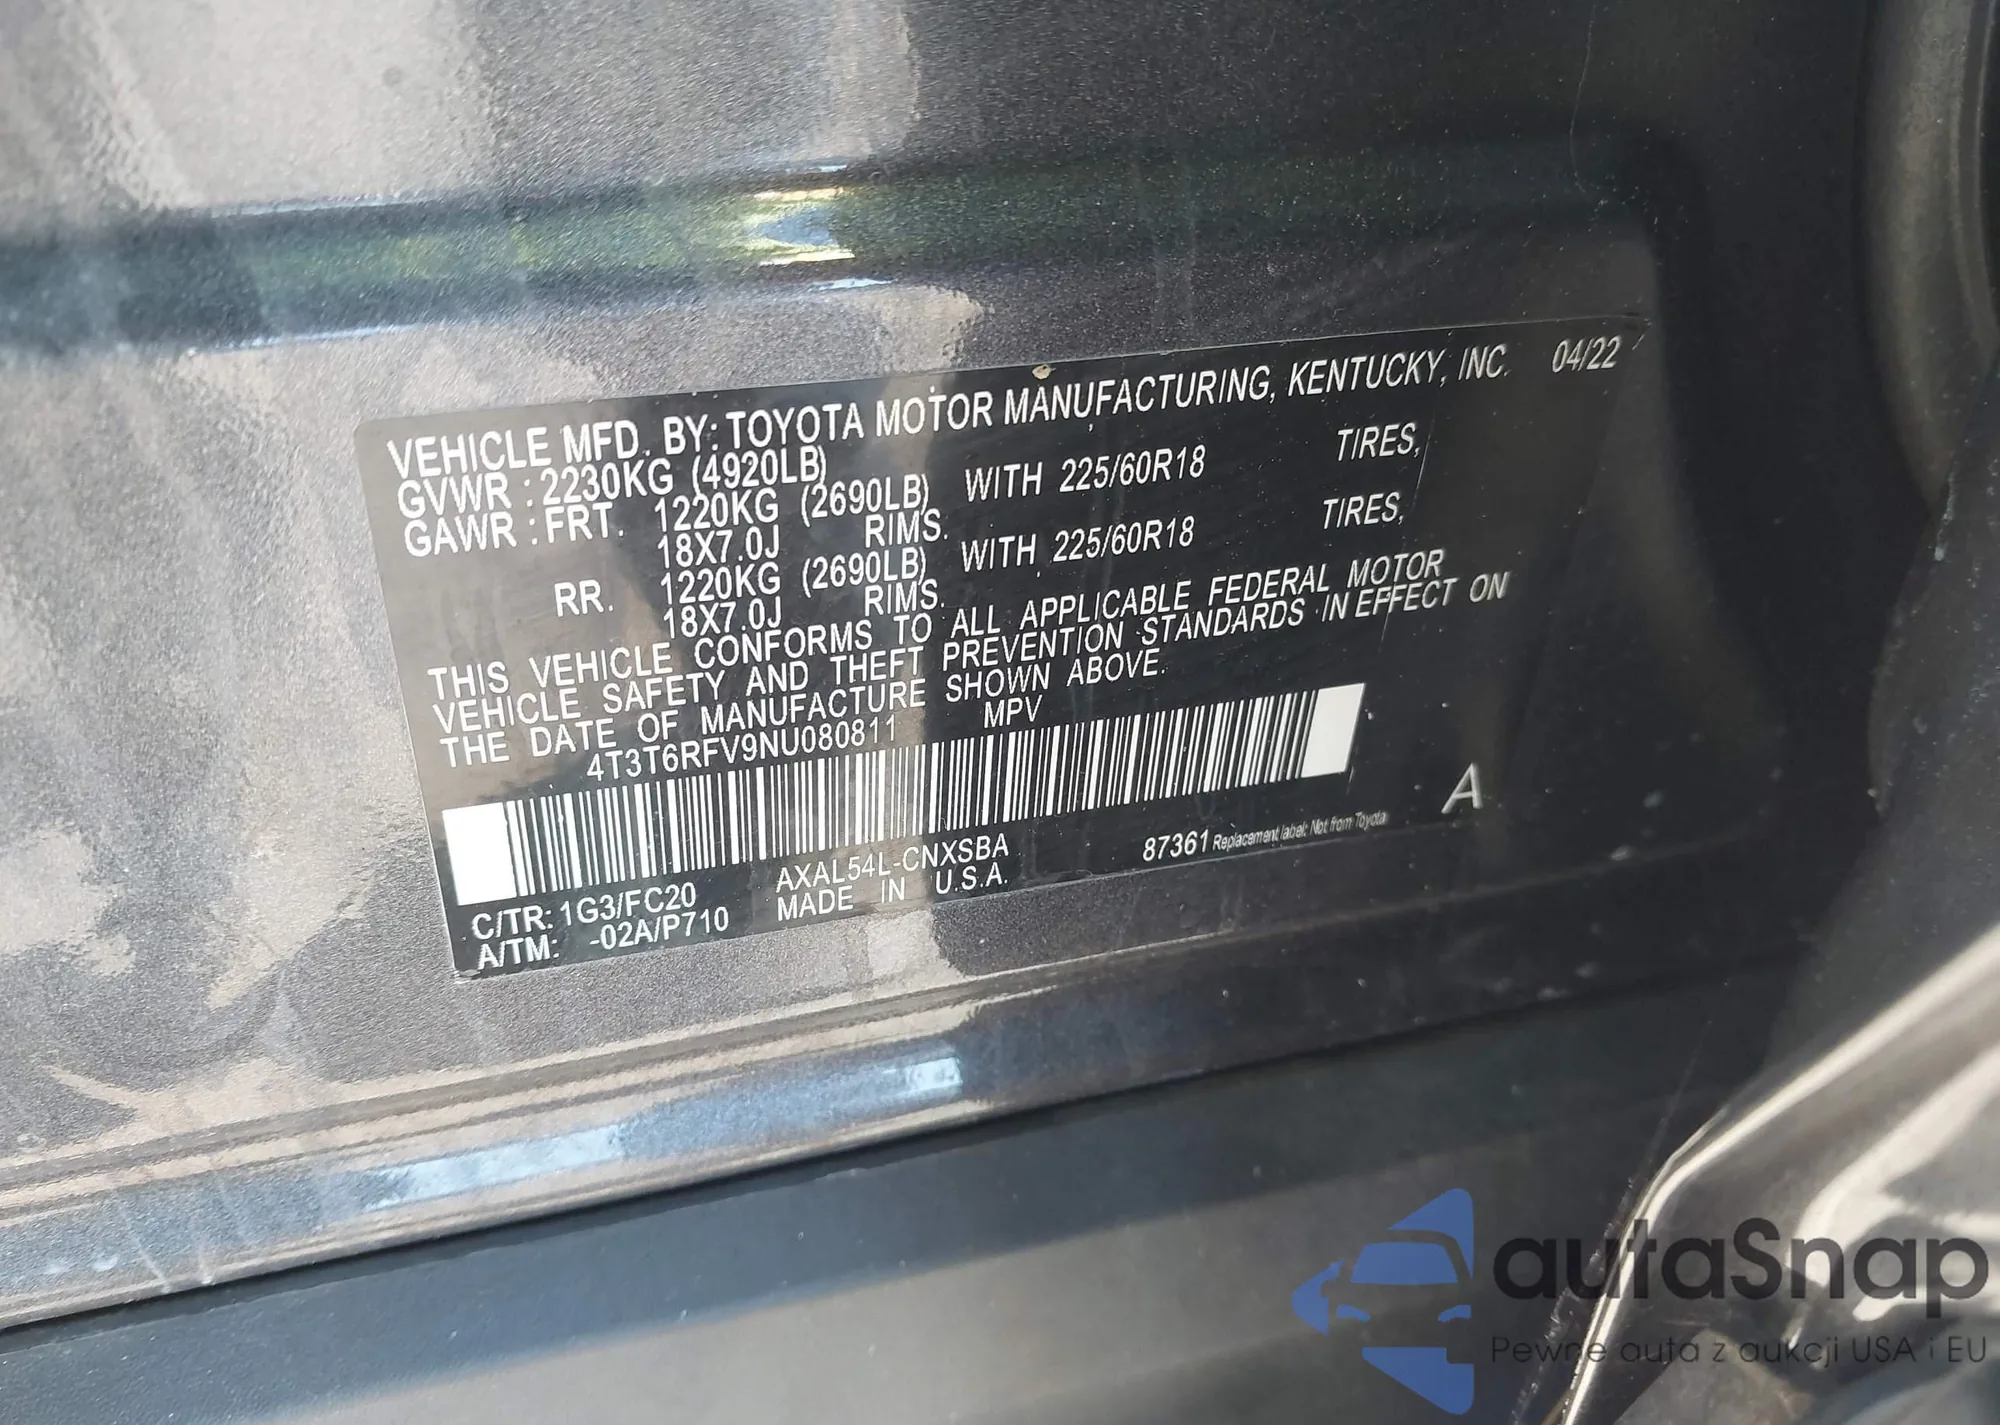 VEHICLE MFD. BY: TOYOTA MOTOR MANUFACTURING, KENTUCKY, INC. 04/22
GVWR : 2230KG (4920LB)
GAWR : FRT. 1220KG (2690LB) WITH 225/60R18 TIRES,
18X7.0J RIMS.
RR. 1220KG (2690LB) WITH 225/60R18 TIRES,
18X7.0J RIMS.
THIS VEHICLE CONFORMS TO ALL APPLICABLE FEDERAL MOTOR
VEHICLE SAFETY AND THEFT PREVENTION STANDARDS IN EFFECT ON
THE DATE OF MANUFACTURE SHOWN ABOVE.
4T3T6RFV9NU080811 MPV
A
C/TR: 1G3/FC20 AXAL54L-CNXSBA 87361 Replacement label: Not from Toyota
A/TM: -02A/P710 MADE IN U.S.A.
autaSnap
Pewne auta z aukcji USA i EU